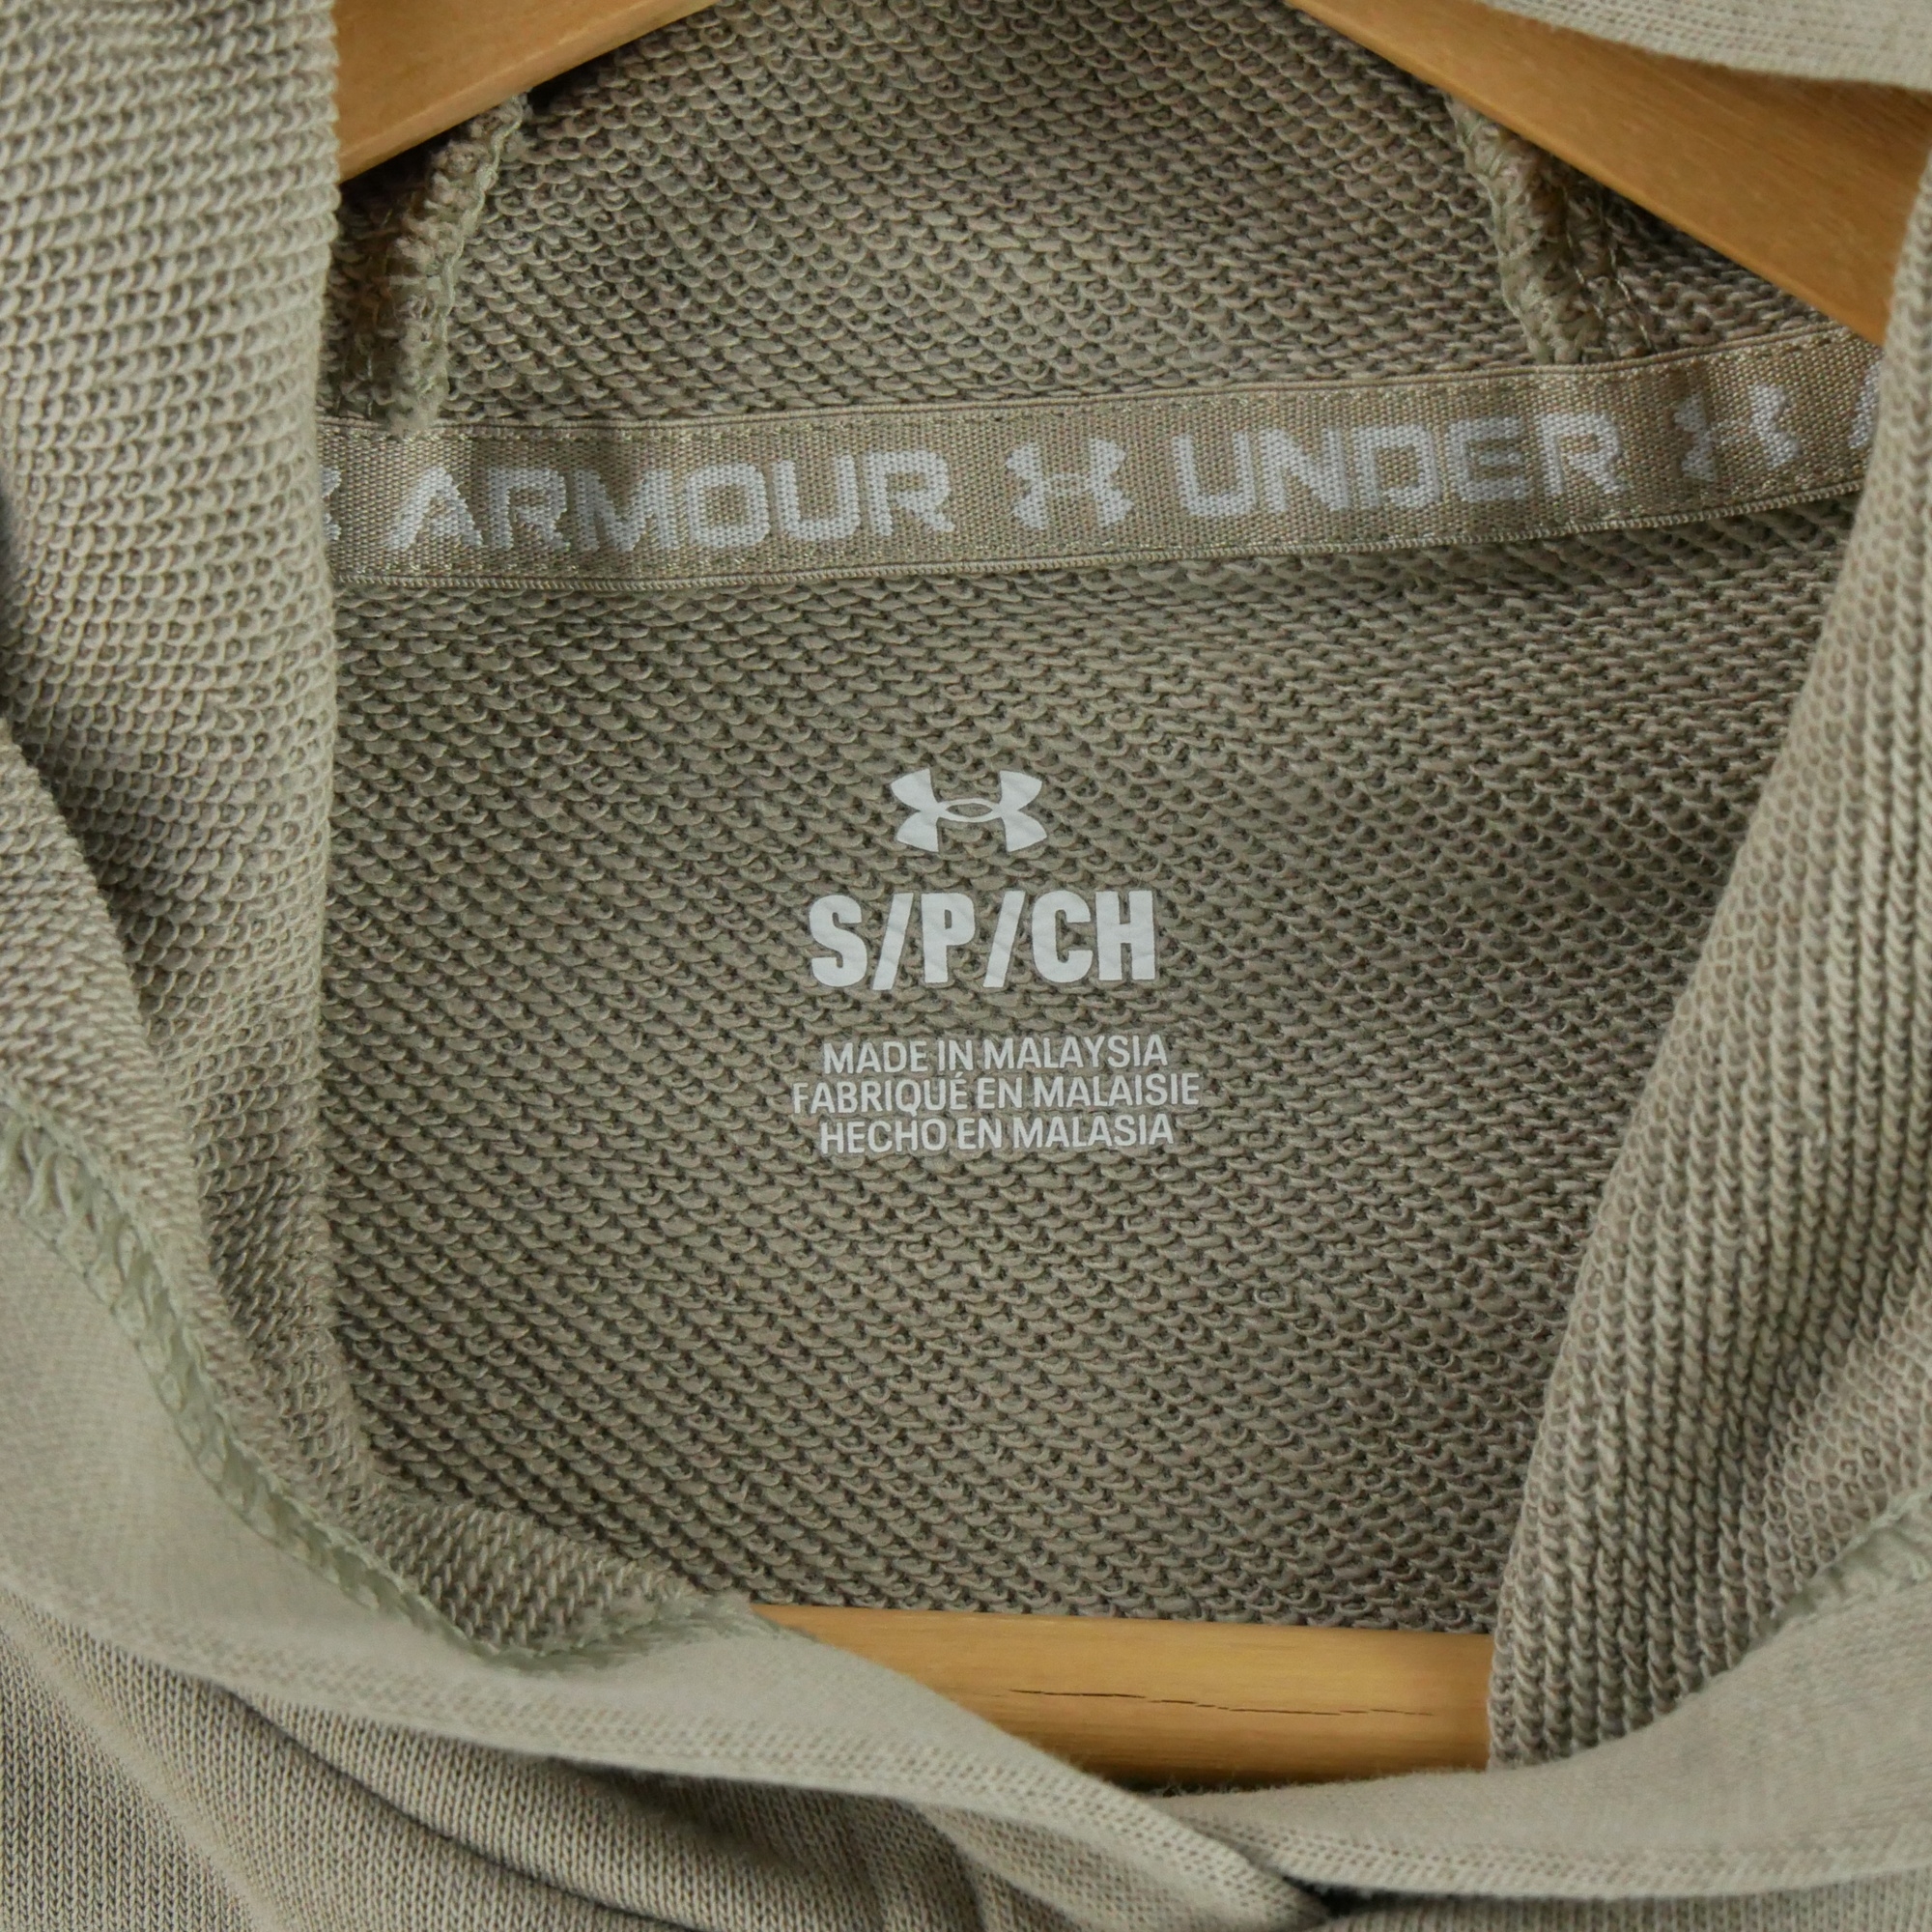 ARMOUR UNDER
S/P/CH
MADE IN MALAYSIA
FABRIQUÉ EN MALAISIE
HECHO EN MALASIA